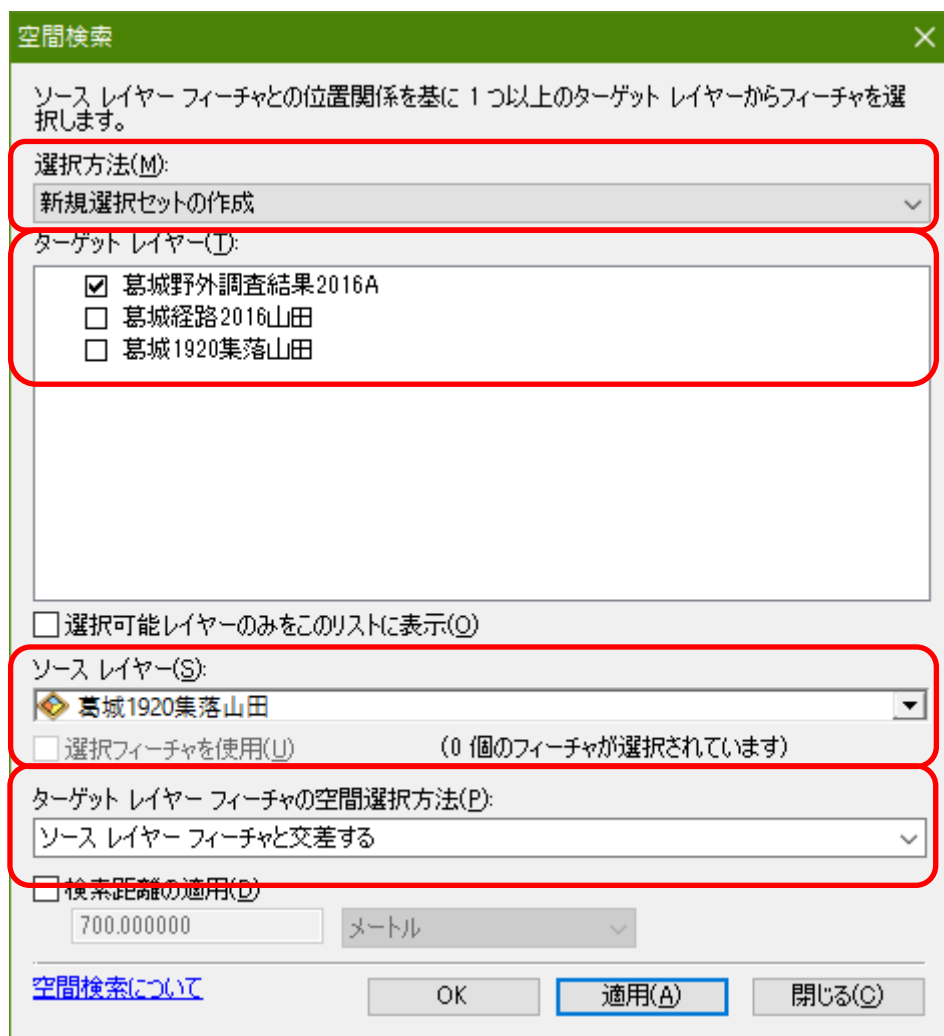 空間検索
ソース レイヤー フィーチャとの位置関係を基に 1 つ以上のターゲット レイヤーからフィーチャを選
択します。
選択方法(M):
新規選択セットの作成
ターゲット レイヤー(T):
葛城野外調査結果2016A
葛城経路2016山田
葛城1920集落山田
選択可能レイヤーのみをこのリストに表示(O)
ソース レイヤー(S):
葛城1920集落山田
選択フィーチャを使用(U) (0 個のフィーチャが選択されています)
ターゲット レイヤー フィーチャの空間選択方法(P):
ソース レイヤー フィーチャと交差する
検索距離の適用(D)
700.000000 メートル
空間検索について OK 適用(A) 閉じる(C)